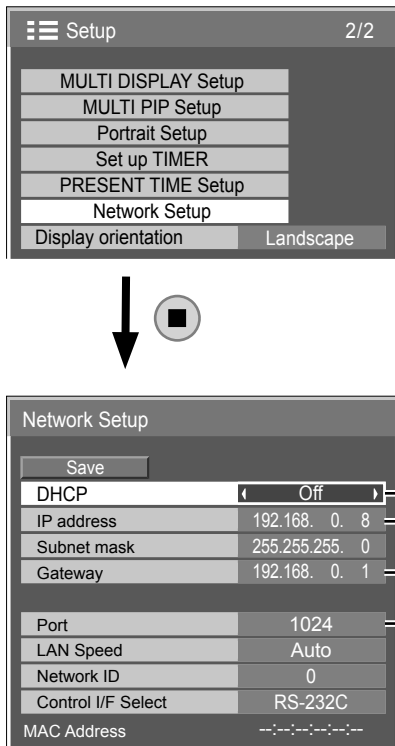 Setup 2/2
MULTI DISPLAY Setup
MULTI PIP Setup
Portrait Setup
Set up TIMER
PRESENT TIME Setup
Network Setup
Display orientation Landscape
Network Setup
Save
DHCP Off
IP address 192.168. 0. 8
Subnet mask 255.255.255. 0
Gateway 192.168. 0. 1
Port 1024
LAN Speed Auto
Network ID 0
Control I/F Select RS-232C
MAC Address --:--:--:--:--:--